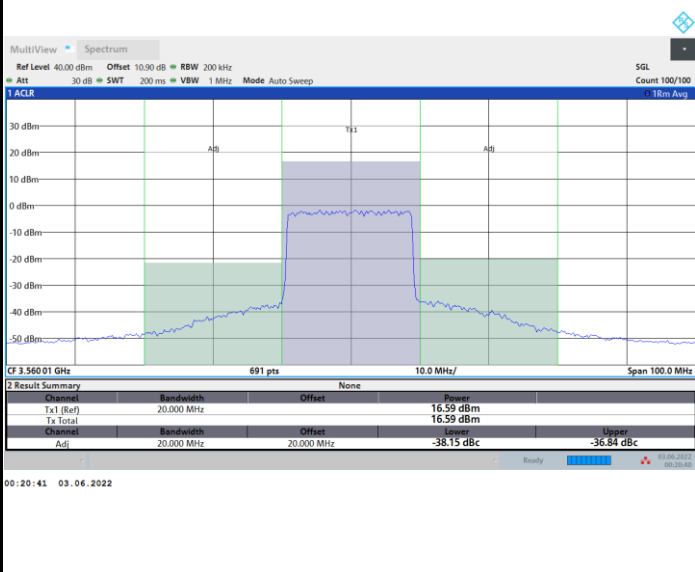 MultiView Spectrum
Ref Level 40.00 dBm Offset 10.90 dB RBW 200 kHz SGL
Att 30 dB SWT 200 ms VBW 1 MHz Mode Auto Sweep Count 100/100
1 ACLR 1Rm Avg
Tx1
30 dBm
Adj Adj
20 dBm
10 dBm
0 dBm
-10 dBm
-20 dBm
-30 dBm
-40 dBm
-50 dBm
CF 3.560 01 GHz 691 pts 10.0 MHz/ Span 100.0 MHz
2 Result Summary None
Channel Bandwidth Offset Power
Tx1 (Ref) 20.000 MHz 16.59 dBm
Tx Total 16.59 dBm
Channel Bandwidth Offset Lower Upper
Adj 20.000 MHz 20.000 MHz -38.15 dBc -36.84 dBc
Ready 03.06.2022
00:20:40
00:20:41 03.06.2022